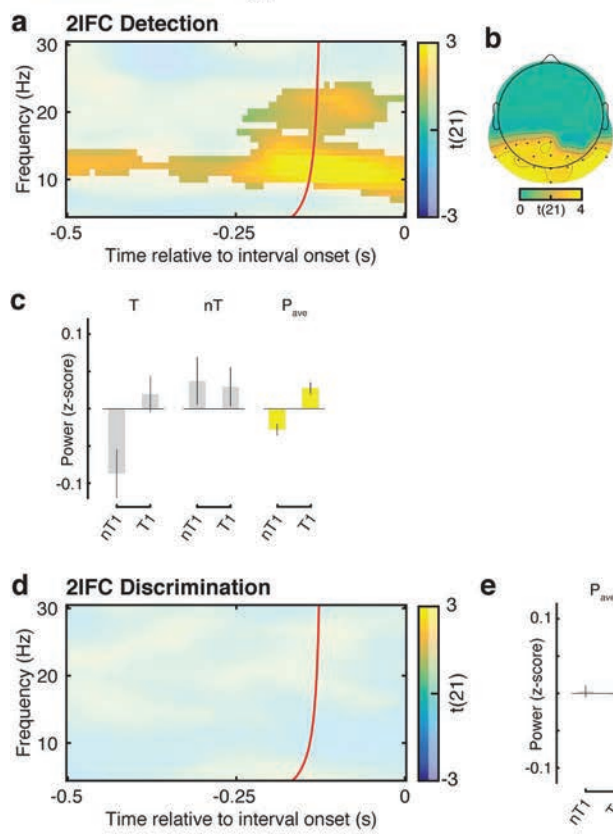 a 2IFC Detection
30
20
10
Frequency (Hz)
-0.5
-0.25
0
Time relative to interval onset (s)
3
t(21)
-3
b
0 t(21) 4
c
T nT Pave
0.1
Power (z-score)
-0.1
nT1 T1 nT1 T1 nT1 T1
d 2IFC Discrimination
30
20
10
Frequency (Hz)
-0.5
-0.25
0
Time relative to interval onset (s)
3
t(21)
-3
e
Pave
0.1
Power (z-score)
-0.1
nT1